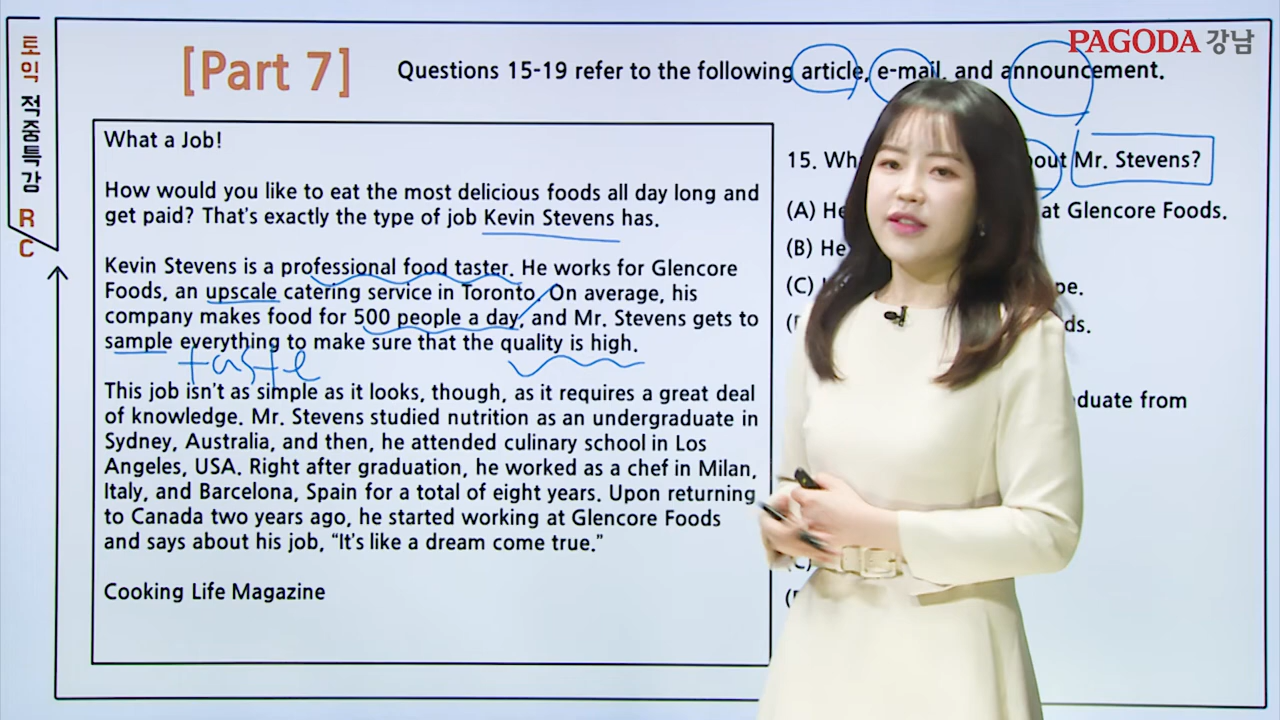 PAGODA 강남
토익 적중특강 RC
[Part 7]
Questions 15-19 refer to the following article, e-mail, and announcement.
What a Job!
How would you like to eat the most delicious foods all day long and
get paid? That's exactly the type of job Kevin Stevens has.
Kevin Stevens is a professional food taster. He works for Glencore
Foods, an upscale catering service in Toronto. On average, his
company makes food for 500 people a day, and Mr. Stevens gets to
sample everything to make sure that the quality is high.
taste
This job isn't as simple as it looks, though, as it requires a great deal
of knowledge. Mr. Stevens studied nutrition as an undergraduate in
Sydney, Australia, and then, he attended culinary school in Los
Angeles, USA. Right after graduation, he worked as a chef in Milan,
Italy, and Barcelona, Spain for a total of eight years. Upon returning
to Canada two years ago, he started working at Glencore Foods
and says about his job, “It's like a dream come true.”
Cooking Life Magazine
15. Mr. Stevens?
(A) He at Glencore Foods.
(B) He
(C)
from